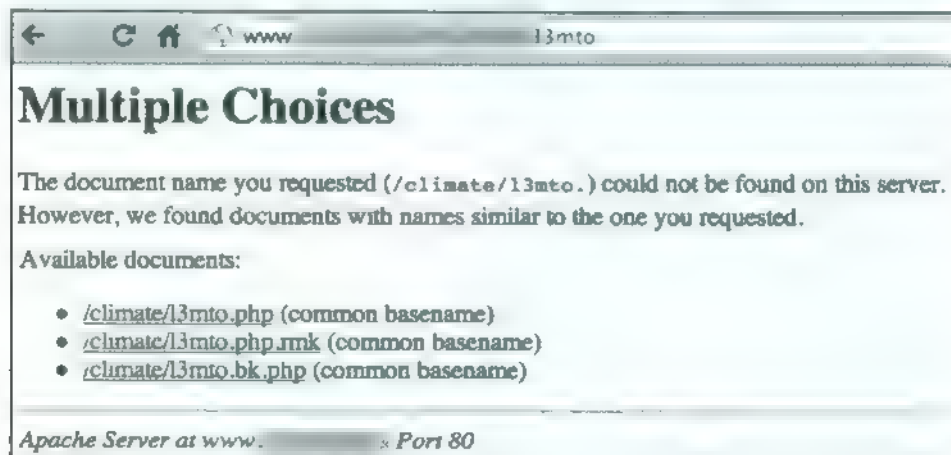 www 13mto
Multiple Choices
The document name you requested (/climate/13mto.) could not be found on this server.
However, we found documents with names similar to the one you requested.
Available documents:
• /climate/13mto.php (common basename)
• /climate/13mto.php.rmk (common basename)
• /climate/13mto.bk.php (common basename)
Apache Server at www. Port 80